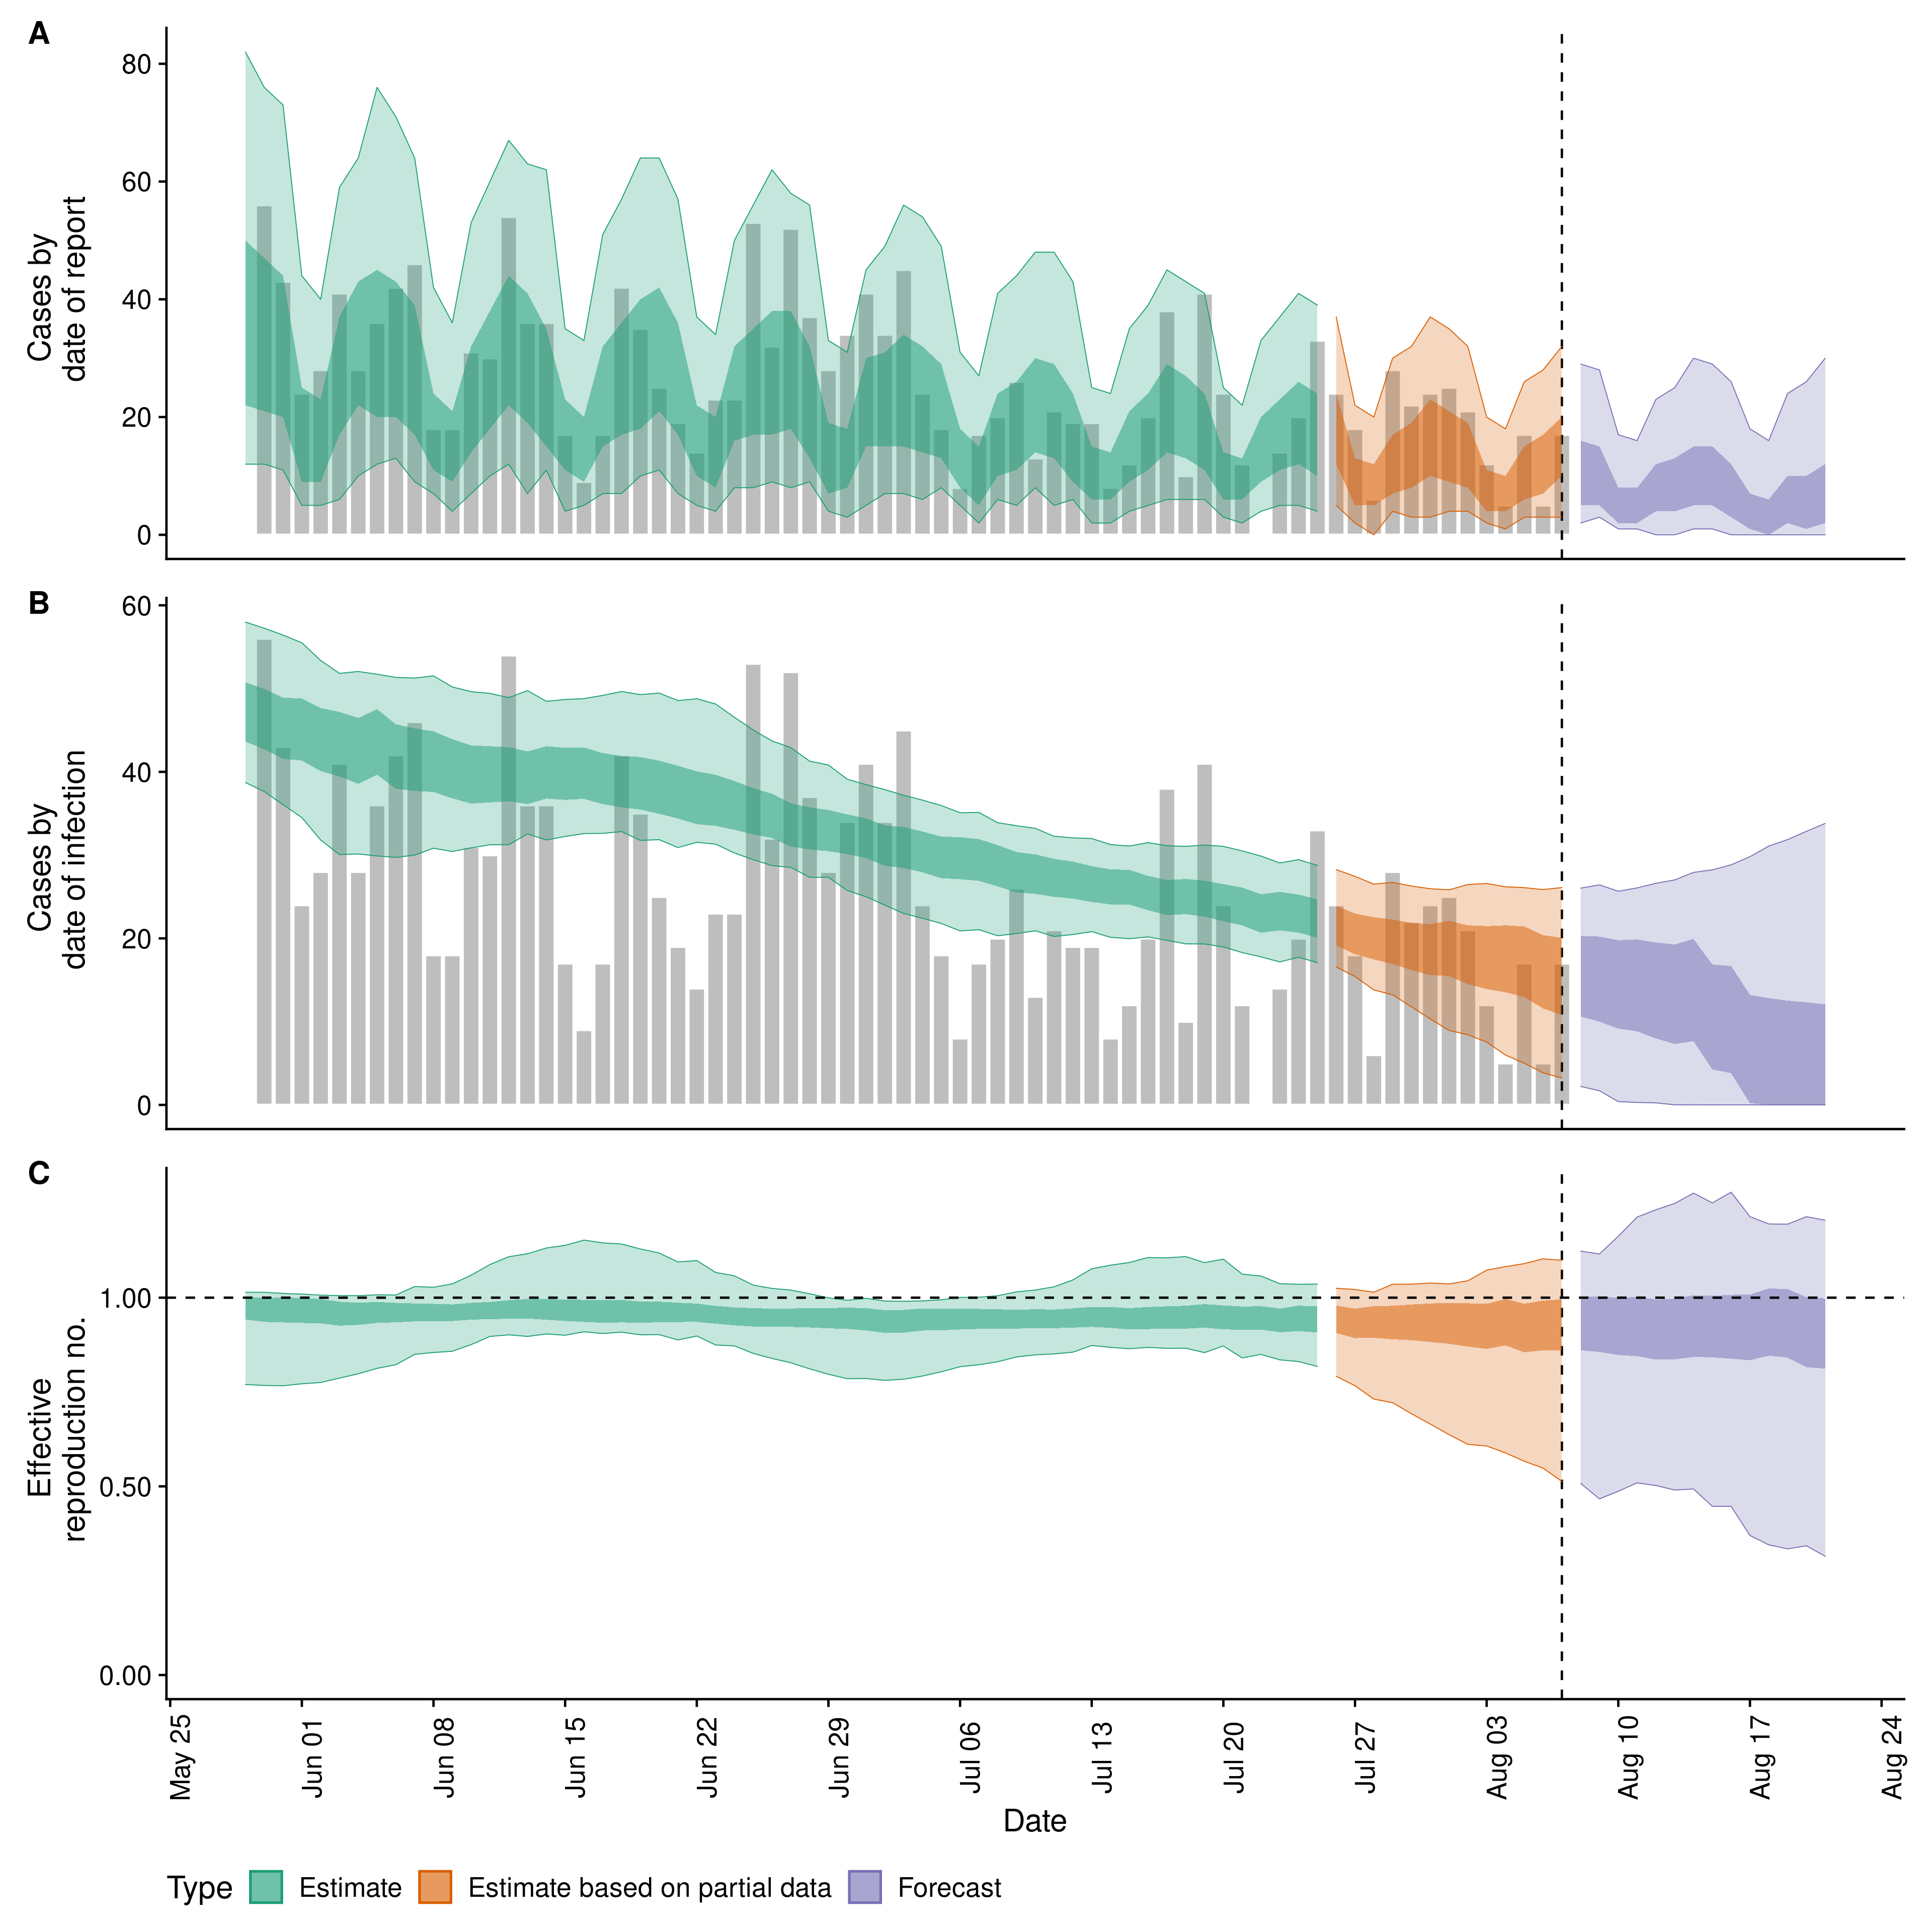 A
Cases by
date of report
80
60
40
20
0
B
Cases by
date of infection
60
40
20
0
C
Effective
reproduction no.
1.00
0.50
0.00
May 25
Jun 01
Jun 08
Jun 15
Jun 22
Jun 29
Jul 06
Jul 13
Jul 20
Jul 27
Aug 03
Aug 10
Aug 17
Aug 24
Date
Type Estimate Estimate based on partial data Forecast